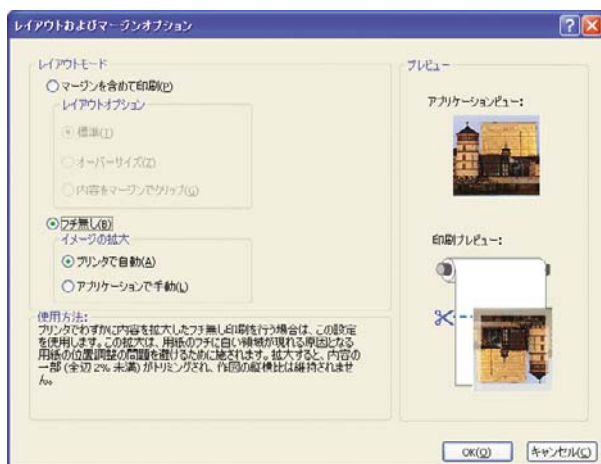 レイアウトおよびマージンオプション
レイアウトモード
マージンを含めて印刷(P)
レイアウトオプション
標準(T)
オーバーサイズ(Z)
内容をマージンでクリップ(G)
フチ無し(B)
イメージの拡大
プリンタで自動(A)
アプリケーションで手動(L)
使用方法:
プリンタでわずかに内容を拡大したフチ無し印刷を行う場合は、この設定
を使用します。この拡大は、用紙のフチに白い領域が現れる原因となる
用紙の位置調整の問題を避けるために施されます。拡大すると、内容の
一部 (全辺 2% 未満) がトリミングされ、作図の縦横比は維持されませ
ん。
プレビュー
アプリケーションビュー:
印刷プレビュー:
OK(O)
キャンセル(C)